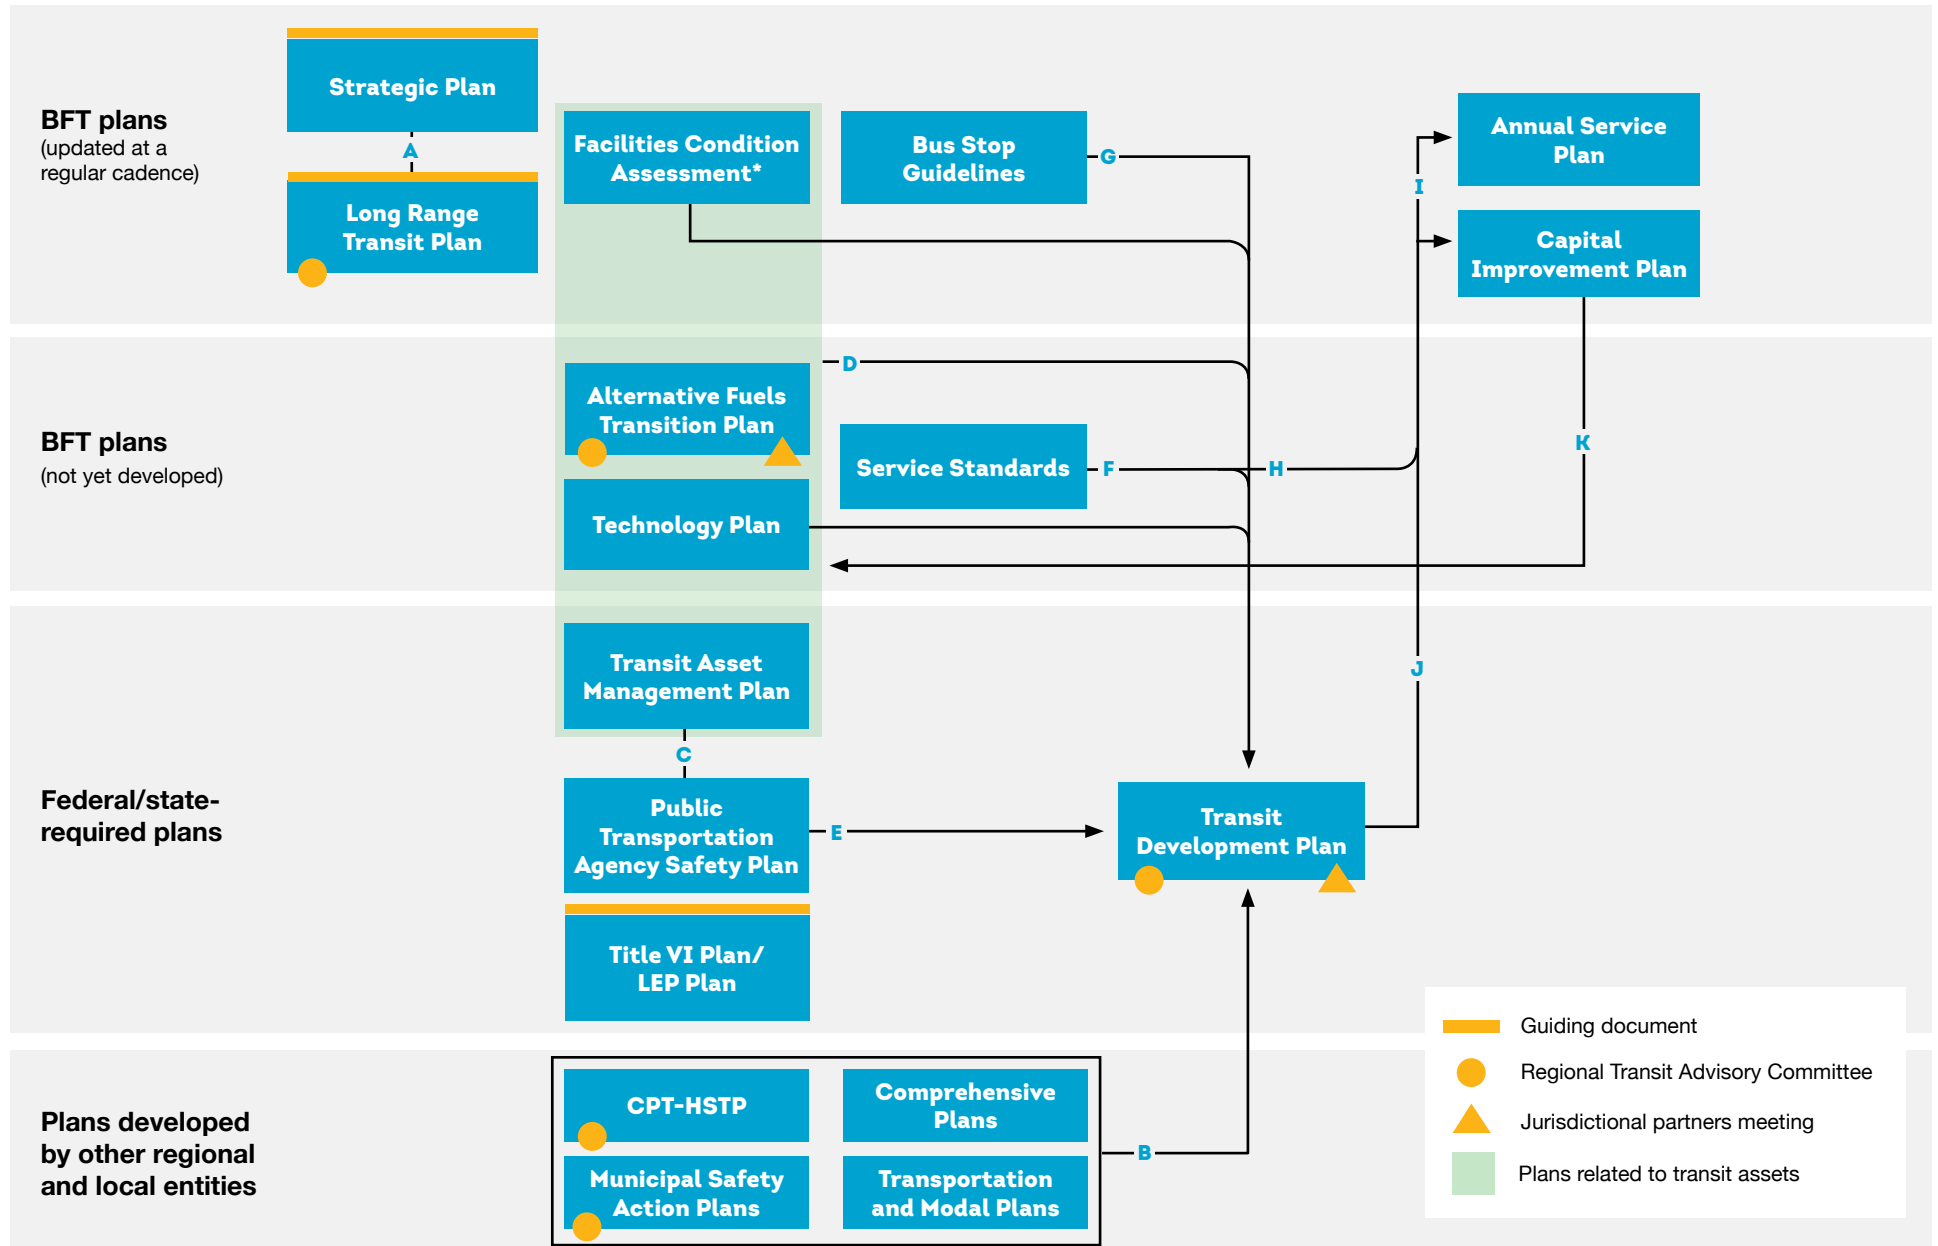 BFT plans
(updated at a
regular cadence)
Strategic Plan
A
Long Range
Transit Plan
Facilities Condition
Assessment*
Bus Stop
Guidelines
G
I
Annual Service
Plan
Capital
Improvement Plan
BFT plans
(not yet developed)
D
Alternative Fuels
Transition Plan
Service Standards
F
H
K
Technology Plan
Federal/state-
required plans
Transit Asset
Management Plan
J
C
Public
Transportation
Agency Safety Plan
E
Transit
Development Plan
Title VI Plan/
LEP Plan
Plans developed
by other regional
and local entities
CPT-HSTP
Comprehensive
Plans
B
Municipal Safety
Action Plans
Transportation
and Modal Plans
Guiding document
Regional Transit Advisory Committee
Jurisdictional partners meeting
Plans related to transit assets